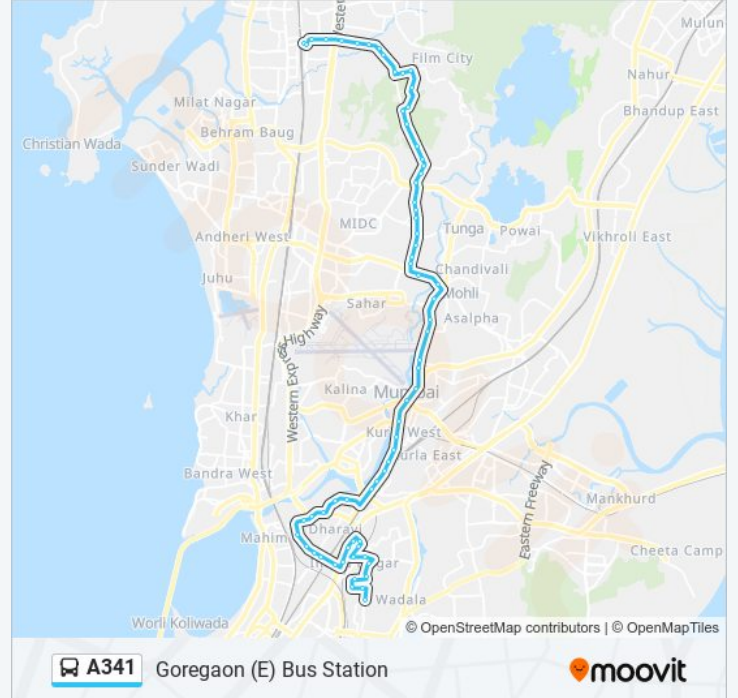 Western
Mulun
Film City
Nahur
Milat Nagar
Bhandup East
Behram Baug
Christian Wada
Sunder Wadi
MIDC
Tunga
Powai
Andheri West
Vikhroli East
Juhu
Chandivali
Mohli
Sahar
Asalpha
Western Express Highway
Kalina
Mumbai
Khar
Kurla West
Kurla East
Bandra West
Eastern Freeway
Mankhurd
Mahim
Dharavi
Cheeta Camp
Wadala
Worli Koliwada
© OpenStreetMap contributors | © OpenMapTiles
A341 Goregaon (E) Bus Station
moovit